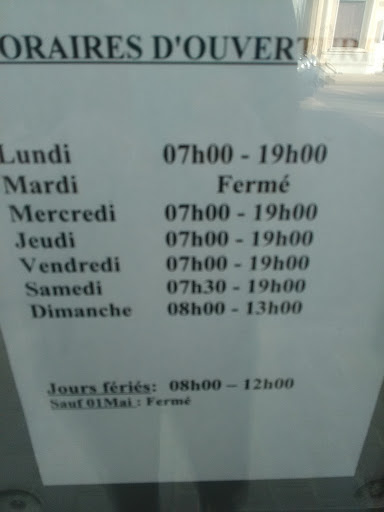 ORAIRES D'OUVERT
Lundi 07h00 - 19h00
Mardi Fermé
Mercredi 07h00 - 19h00
Jeudi 07h00 - 19h00
Vendredi 07h00 - 19h00
Samedi 07h30 - 19h00
Dimanche 08h00 - 13h00
Jours fériés: 08h00 – 12h00
Sauf 01Mai : Fermé